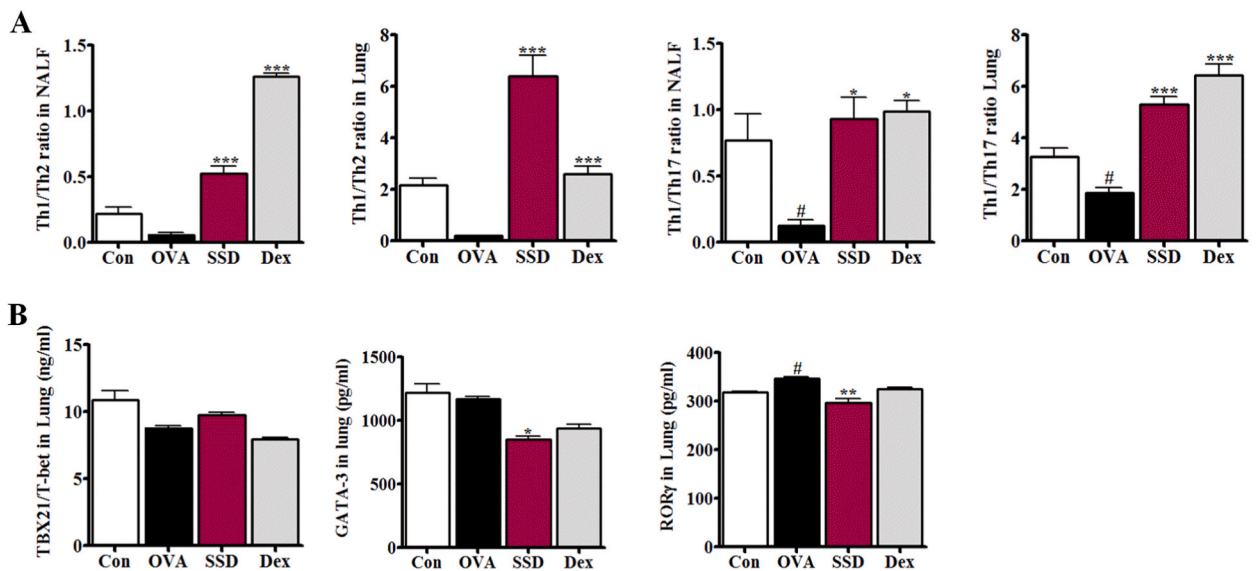 A
Th1/Th2 ratio in NALF
1.5
1.0
0.5
0.0
***
***
Con OVA SSD Dex
Th1/Th2 ratio in Lung
8
6
4
2
0
***
***
Con OVA SSD Dex
Th1/Th17 ratio in NALF
1.5
1.0
0.5
0.0
#
*
*
Con OVA SSD Dex
Th1/Th17 ratio Lung
8
6
4
2
0
#
***
***
Con OVA SSD Dex
B
TBX21/T-bet in Lung (ng/ml)
15
10
5
0
Con OVA SSD Dex
GATA-3 in lung (pg/ml)
1500
1000
500
0
*
Con OVA SSD Dex
RORγ in Lung (pg/ml)
400
300
200
100
0
#
**
Con OVA SSD Dex